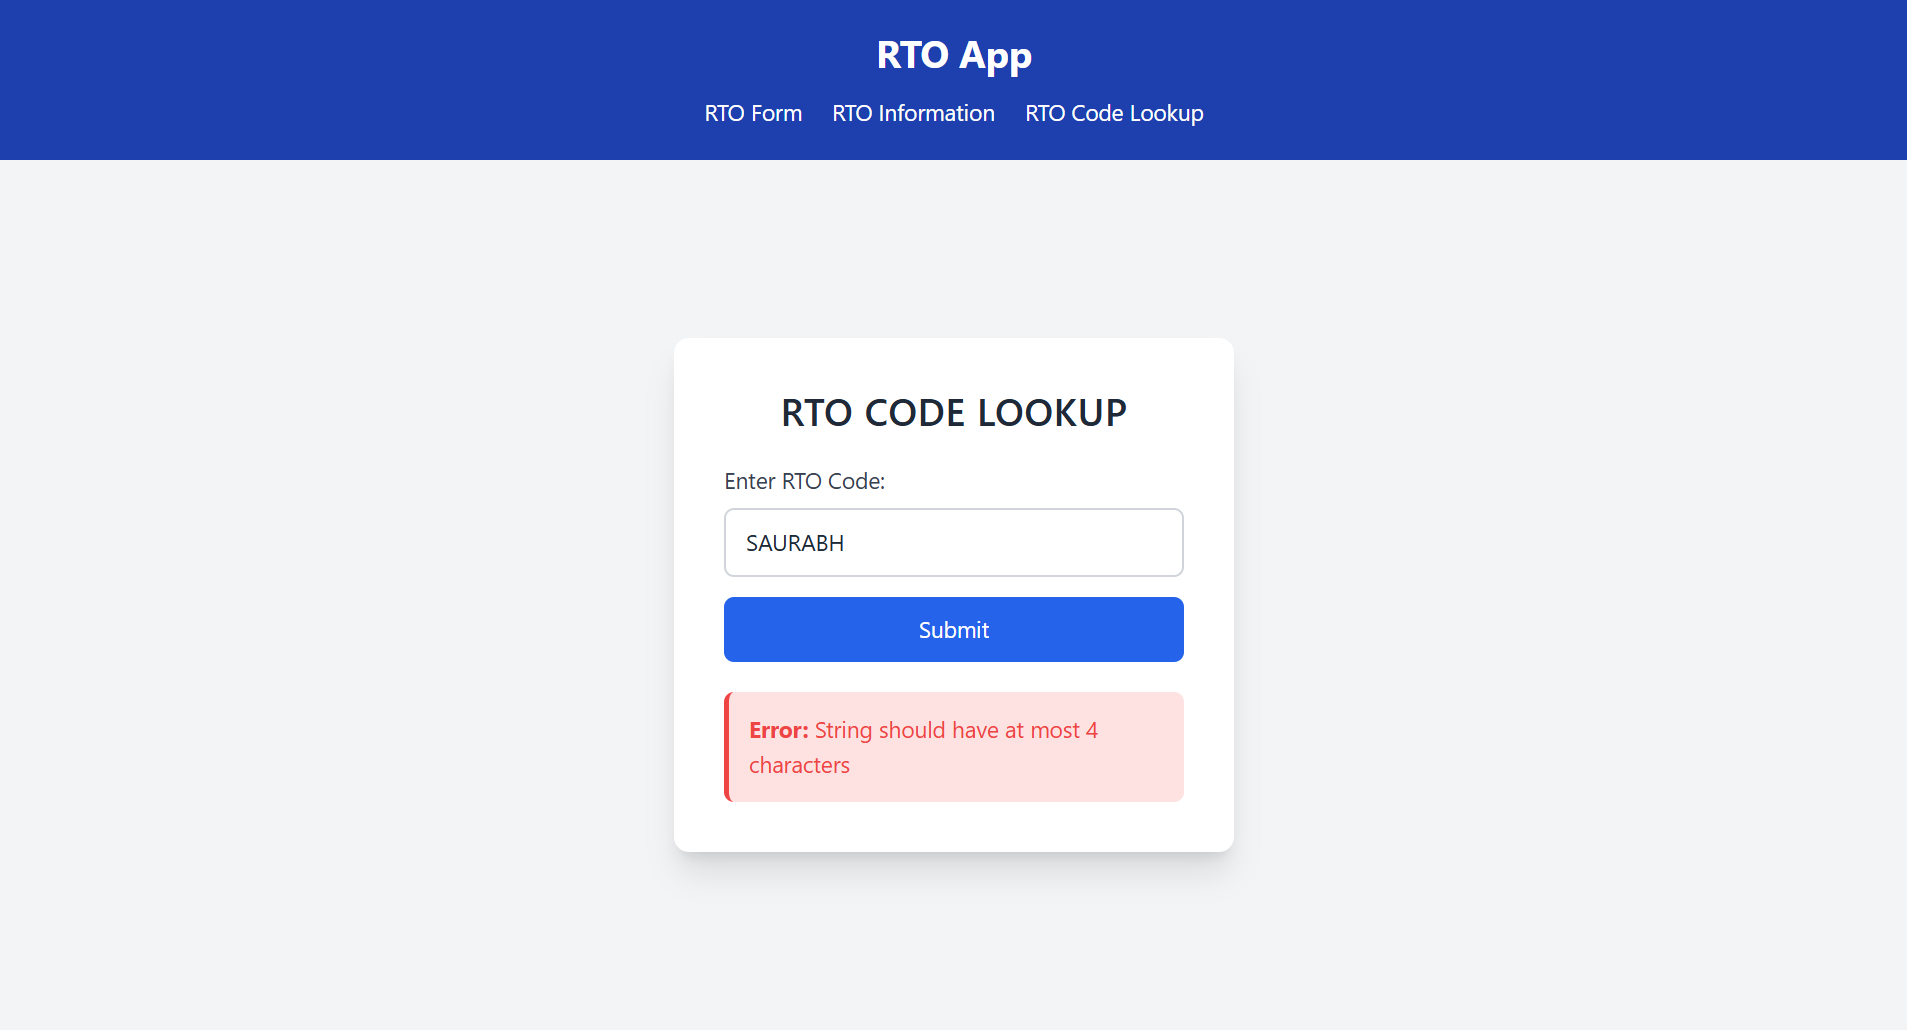 RTO App
RTO Form RTO Information RTO Code Lookup
RTO CODE LOOKUP
Enter RTO Code:
SAURABH
Submit
Error: String should have at most 4
characters